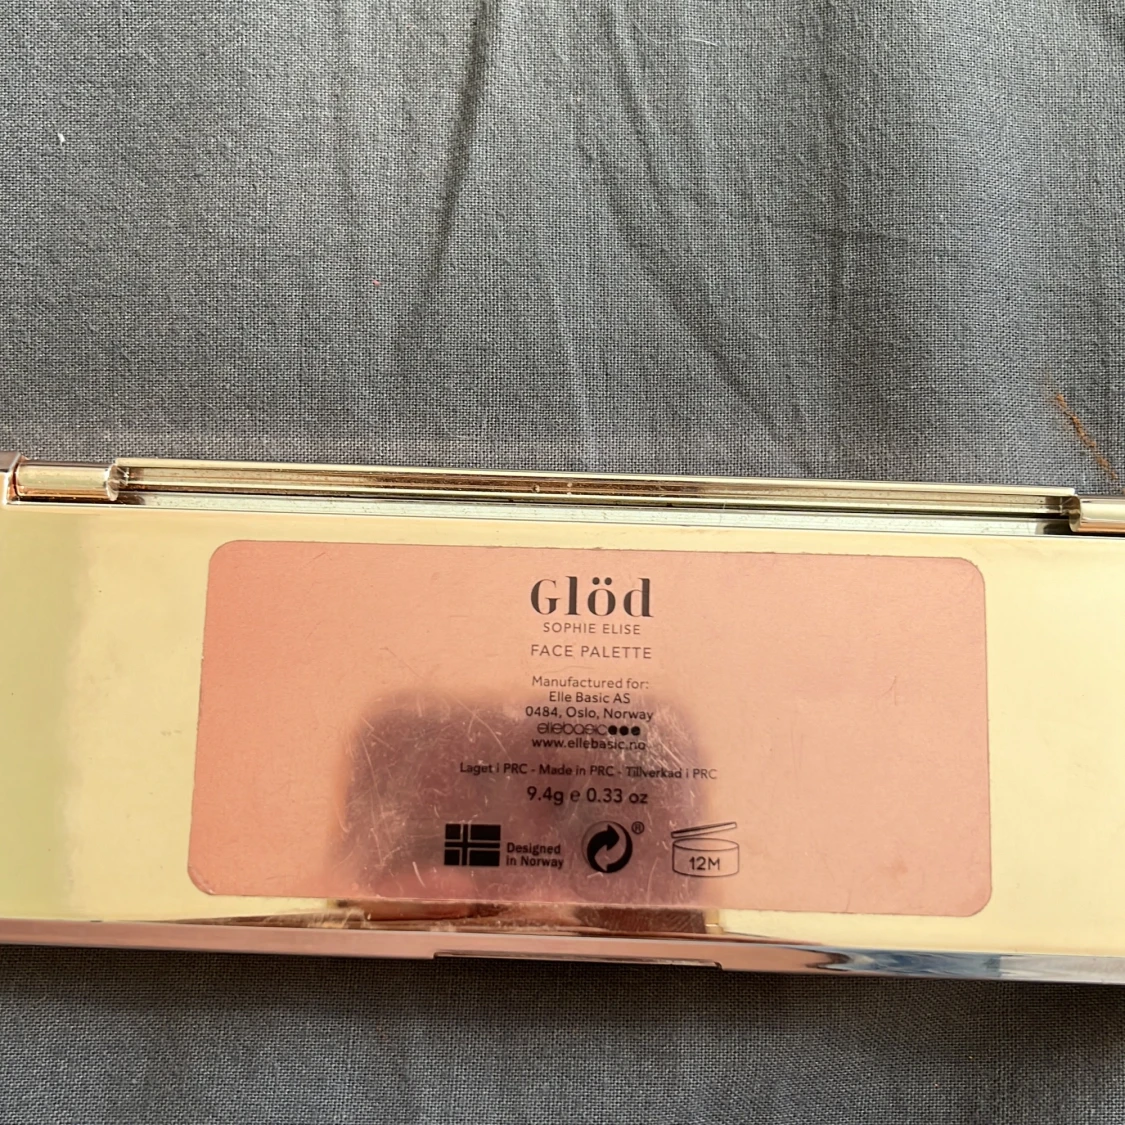 Glöd
SOPHIE ELISE
FACE PALETTE
Manufactured for:
Elle Basic AS
0484, Oslo, Norway
ellebasic
www.ellebasic.no
Laget i PRC - Made in PRC - Tillverkad i PRC
9.4g e 0.33 oz
Designed
in Norway
®
12M